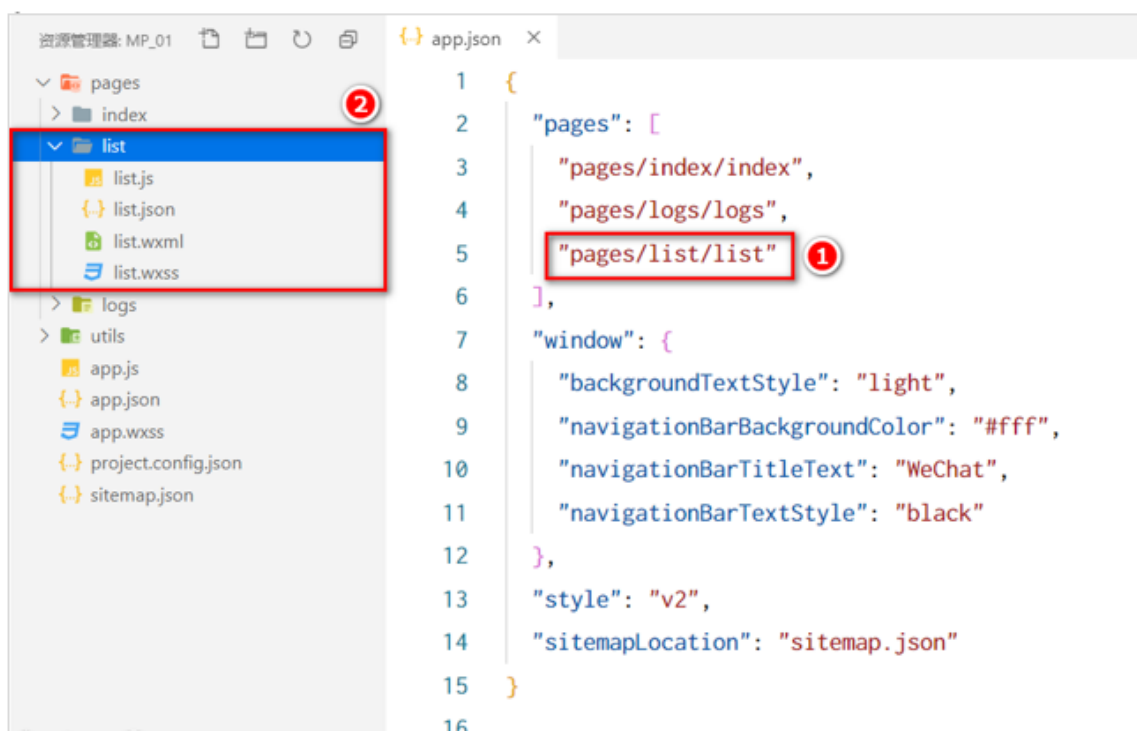 资源管理器: MP_01
pages
index
list
list.js
list.json
list.wxml
list.wxss
logs
utils
app.js
app.json
app.wxss
project.config.json
sitemap.json
2
app.json ×
1 {
2 "pages": [
3 "pages/index/index",
4 "pages/logs/logs",
5 "pages/list/list" 1
6 ],
7 "window": {
8 "backgroundTextStyle": "light",
9 "navigationBarBackgroundColor": "#fff",
10 "navigationBarTitleText": "WeChat",
11 "navigationBarTextStyle": "black"
12 },
13 "style": "v2",
14 "sitemapLocation": "sitemap.json"
15 }
16